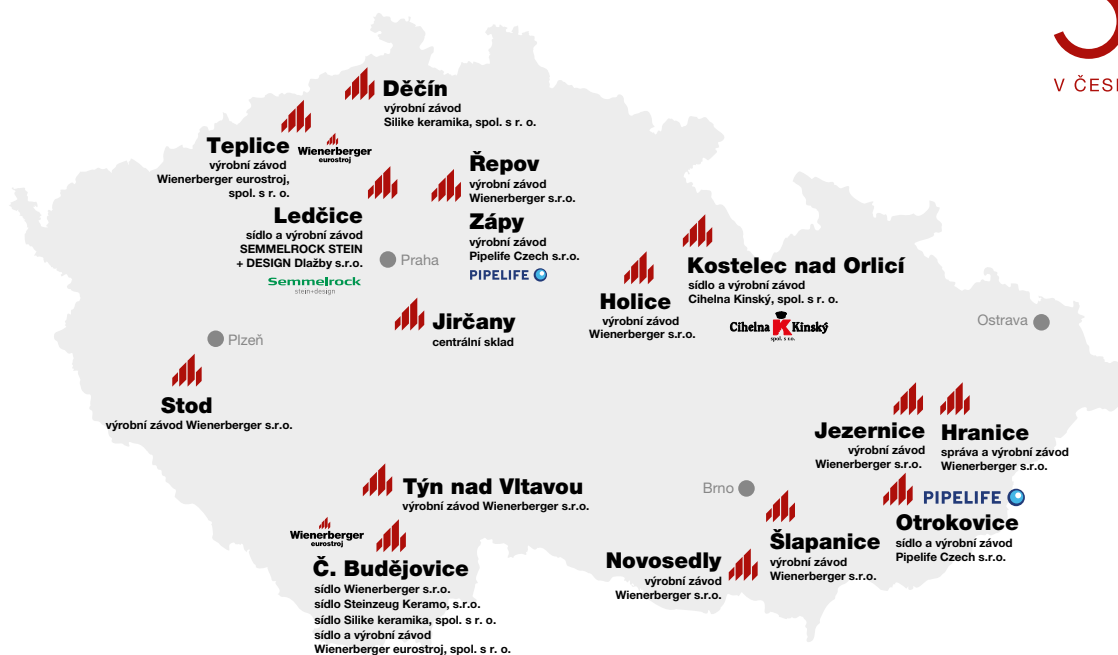 V ČESK
Děčín
výrobní závod
Silike keramika, spol. s r. o.
Teplice
výrobní závod
Wienerberger eurostroj,
spol. s r. o.
Wienerberger
eurostroj
Řepov
výrobní závod
Wienerberger s.r.o.
Ledčice
sídlo a výrobní závod
SEMMELROCK STEIN
+ DESIGN Dlažby s.r.o.
Semmelrock
stein+design
Zápy
výrobní závod
Pipelife Czech s.r.o.
PIPELIFE
Praha
Kostelec nad Orlicí
sídlo a výrobní závod
Cihelna Kinský, spol. s r. o.
Cihelna K Kinský
spol. s r.o.
Holice
výrobní závod
Wienerberger s.r.o.
Jirčany
centrální sklad
Ostrava
Plzeň
Stod
výrobní závod Wienerberger s.r.o.
Jezernice
výrobní závod
Wienerberger s.r.o.
Hranice
správa a výrobní závod
Wienerberger s.r.o.
Týn nad Vltavou
výrobní závod Wienerberger s.r.o.
Brno
PIPELIFE
Otrokovice
sídlo a výrobní závod
Pipelife Czech s.r.o.
Šlapanice
výrobní závod
Wienerberger s.r.o.
Novosedly
výrobní závod
Wienerberger s.r.o.
Wienerberger
eurostroj
Č. Budějovice
sídlo Wienerberger s.r.o.
sídlo Steinzeug Keramo, s.r.o.
sídlo Silike keramika, spol. s r. o.
sídlo a výrobní závod
Wienerberger eurostroj, spol. s r. o.